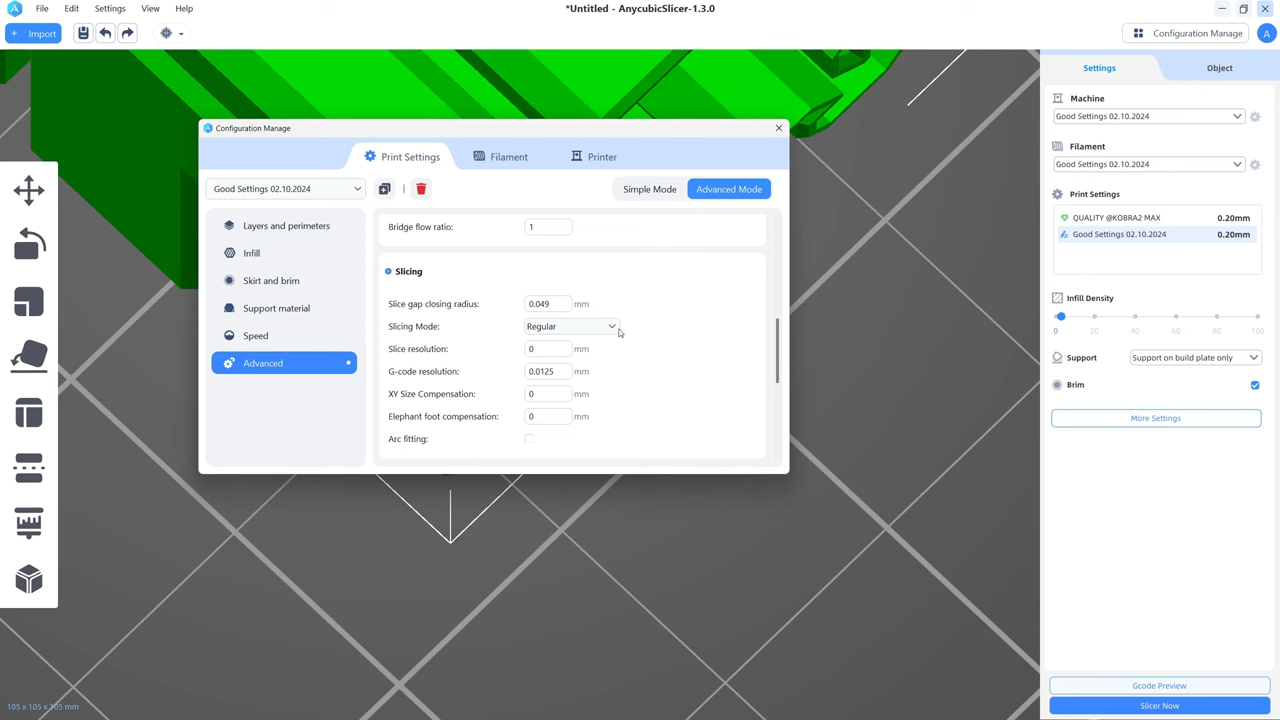 File Edit Settings View Help
*Untitled - AnycubicSlicer-1.3.0
+ Import
Configuration Manage
A
Settings
Object
Machine
Good Settings 02.10.2024
Filament
Good Settings 02.10.2024
Print Settings
QUALITY @KOBRA2 MAX 0.20mm
Good Settings 02.10.2024 0.20mm
Infill Density
0 20 40 60 80 100
Support
Support on build plate only
Brim
More Settings
Gcode Preview
Slicer Now
Configuration Manage
Print Settings
Filament
Printer
Good Settings 02.10.2024
Simple Mode
Advanced Mode
Layers and perimeters
Infill
Skirt and brim
Support material
Speed
Advanced
Bridge flow ratio: 1
Slicing
Slice gap closing radius: 0.049 mm
Slicing Mode: Regular
Slice resolution: 0 mm
G-code resolution: 0.0125 mm
XY Size Compensation: 0 mm
Elephant foot compensation: 0 mm
Arc fitting:
105 x 105 x 105 mm